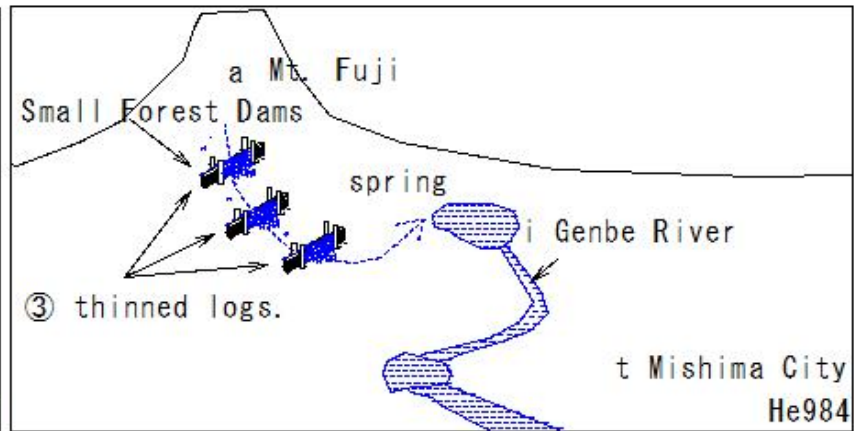 a Mt. Fuji
Small Forest Dams
spring
i Genbe River
③ thinned logs.
t Mishima City
He984